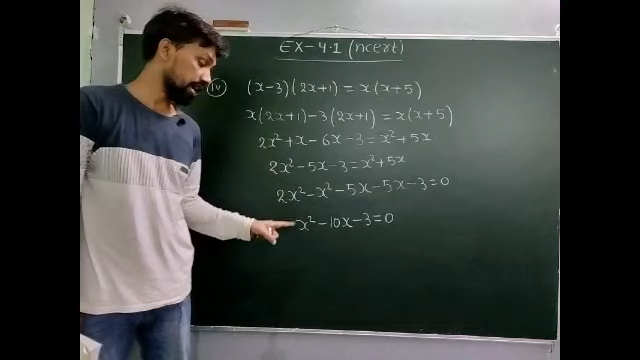 EX-4.1 (ncert)
(iv) (x-3)(2x+1) = x(x+5)
x(2x+1)-3(2x+1)=x(x+5)
2x²+x-6x-3=x²+5x
2x²-5x-3=x²+5x
2x²-x²-5x-5x-3=0
x²-10x-3=0